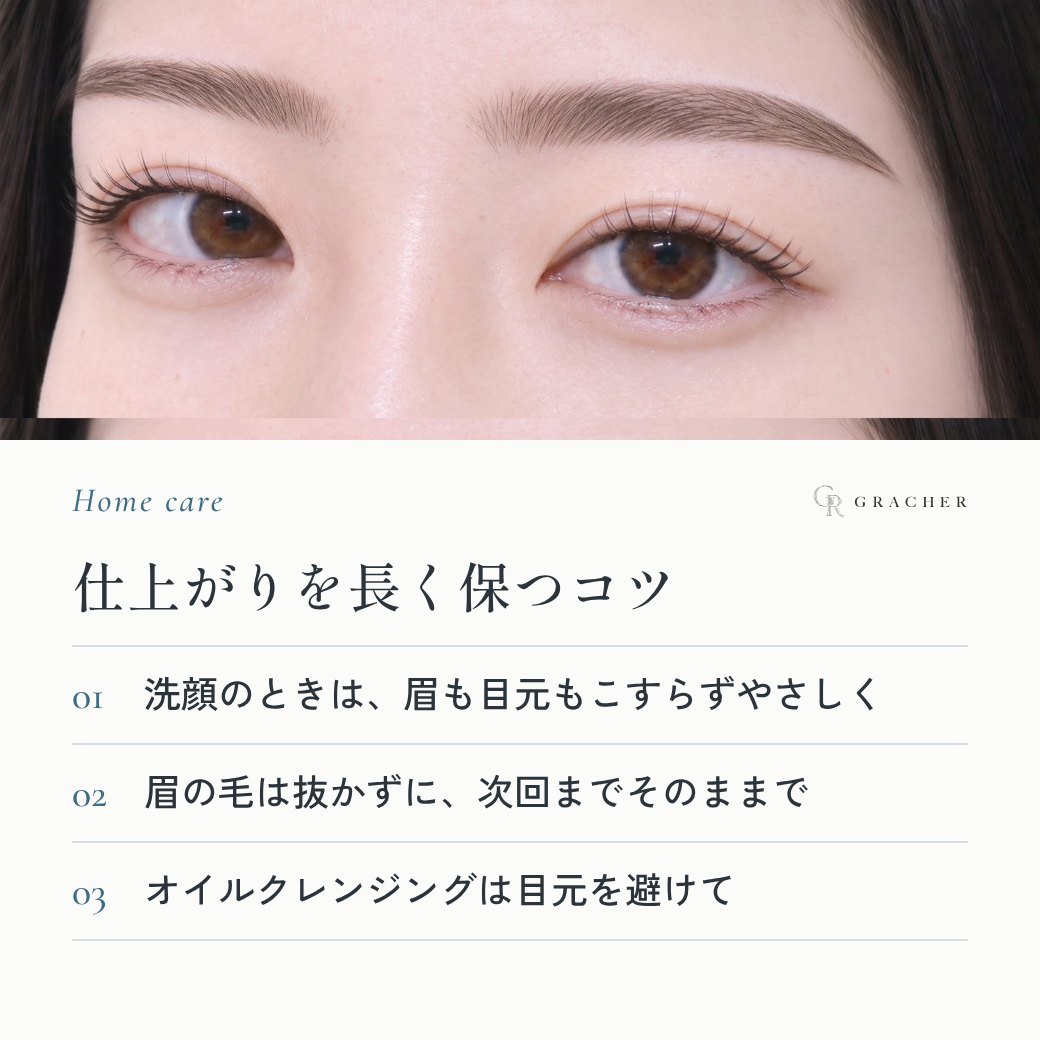 Home care
GR GRACHER
仕上がりを長く保つコツ
01 洗顔のときは、眉も目元もこすらずやさしく
02 眉の毛は抜かずに、次回までそのままで
03 オイルクレンジングは目元を避けて